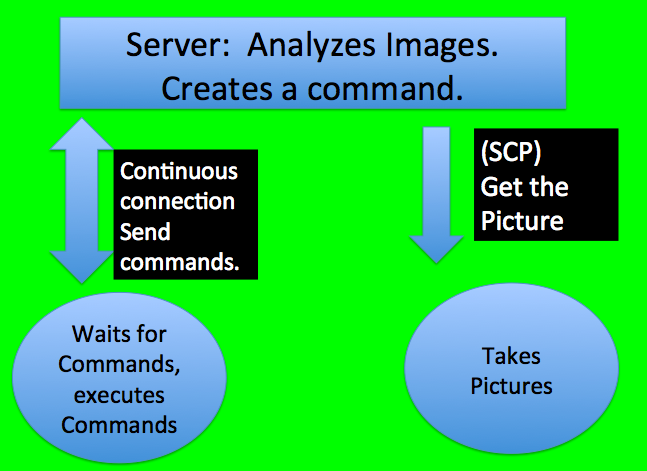 Server:  Analyzes Images.
Creates a command.
Continuous
connection
Send
commands.
(SCP)
Get the
Picture
Waits for
Commands,
executes
Commands
Takes
Pictures